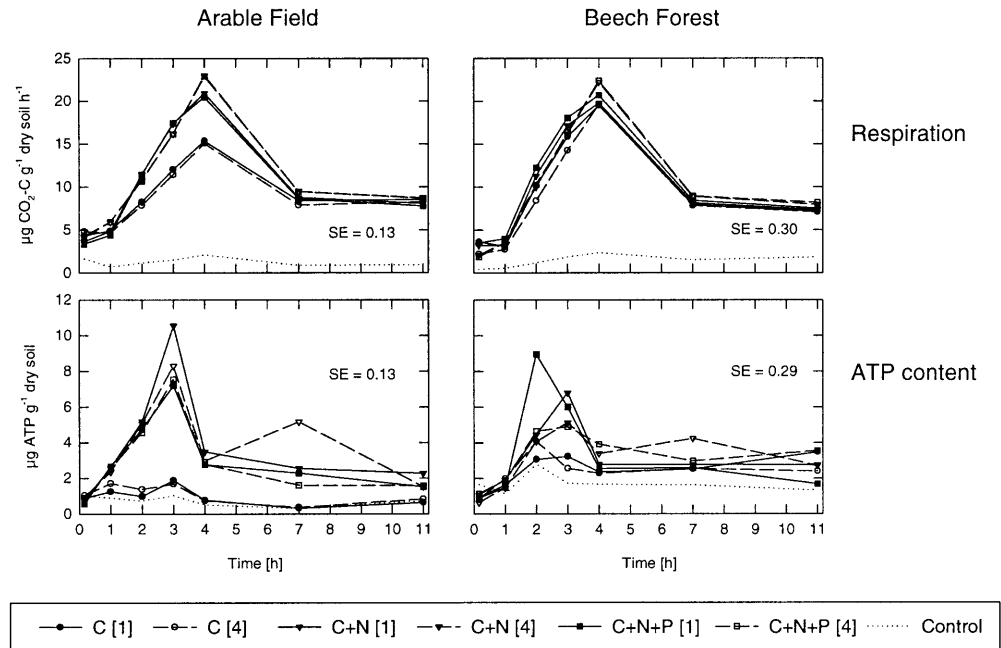 Arable Field
Beech Forest
25
20
15
10
5
0
µg CO2-C g-1 dry soil h-1
SE = 0.13
SE = 0.30
Respiration
12
10
8
6
4
2
0
µg ATP g-1 dry soil
SE = 0.13
SE = 0.29
ATP content
0 1 2 3 4 5 6 7 8 9 10 11
0 1 2 3 4 5 6 7 8 9 10 11
Time [h]
Time [h]
C [1] C [4] C+N [1] C+N [4] C+N+P [1] C+N+P [4] Control